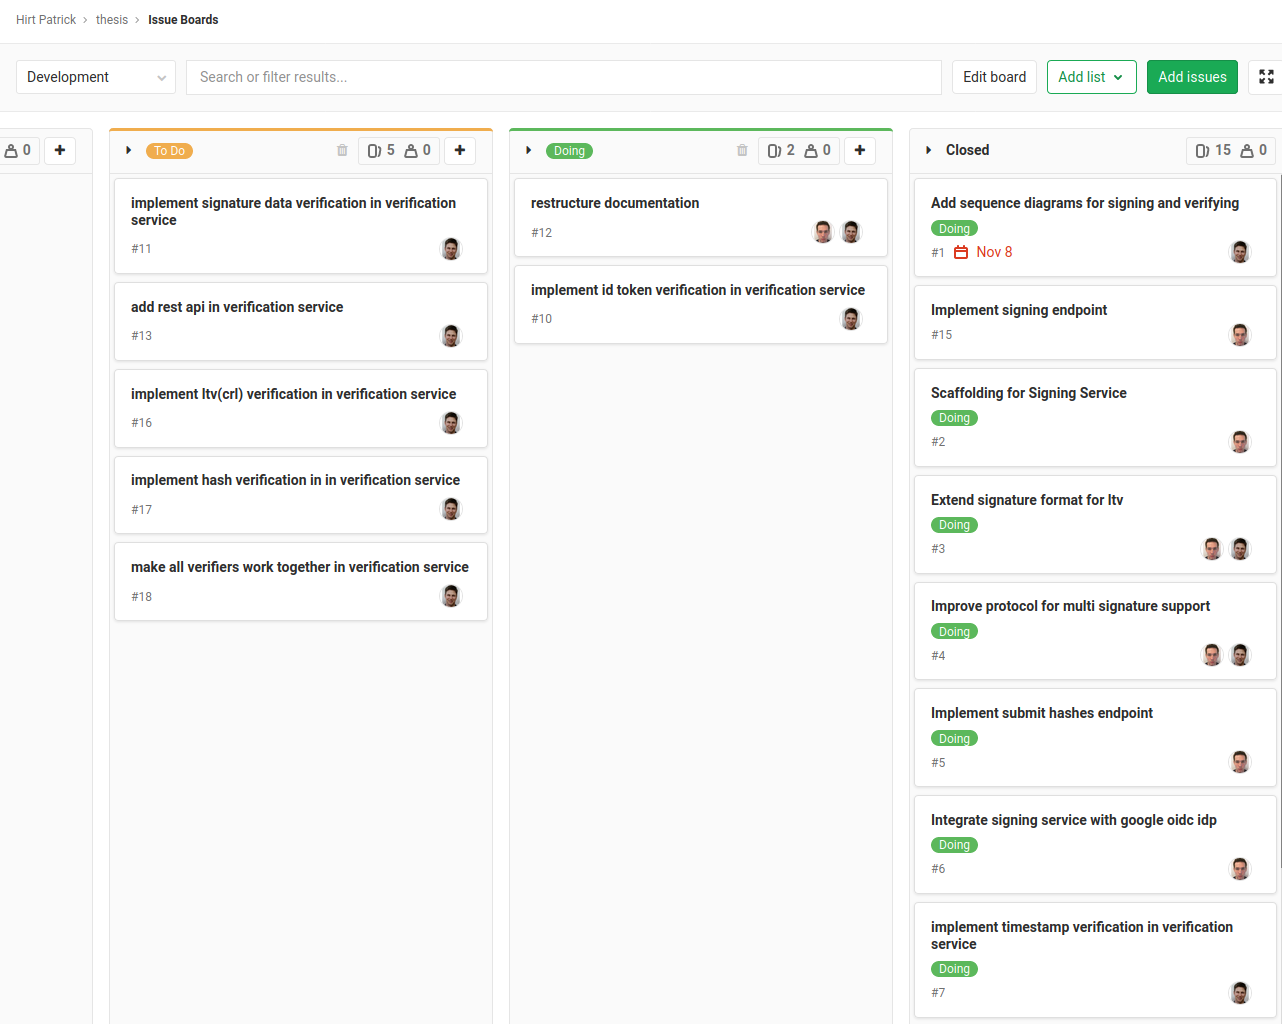 Hirt Patrick › thesis › Issue Boards
Development
Search or filter results...
Edit board
Add list
Add issues
0
To Do
5
0
implement signature data verification in verification
service
#11
add rest api in verification service
#13
implement ltv(crl) verification in verification service
#16
implement hash verification in in verification service
#17
make all verifiers work together in verification service
#18
Doing
2
0
restructure documentation
#12
implement id token verification in verification service
#10
Closed
15
0
Add sequence diagrams for signing and verifying
Doing
#1 Nov 8
Implement signing endpoint
#15
Scaffolding for Signing Service
Doing
#2
Extend signature format for ltv
Doing
#3
Improve protocol for multi signature support
Doing
#4
Implement submit hashes endpoint
Doing
#5
Integrate signing service with google oidc idp
Doing
#6
implement timestamp verification in verification
service
Doing
#7